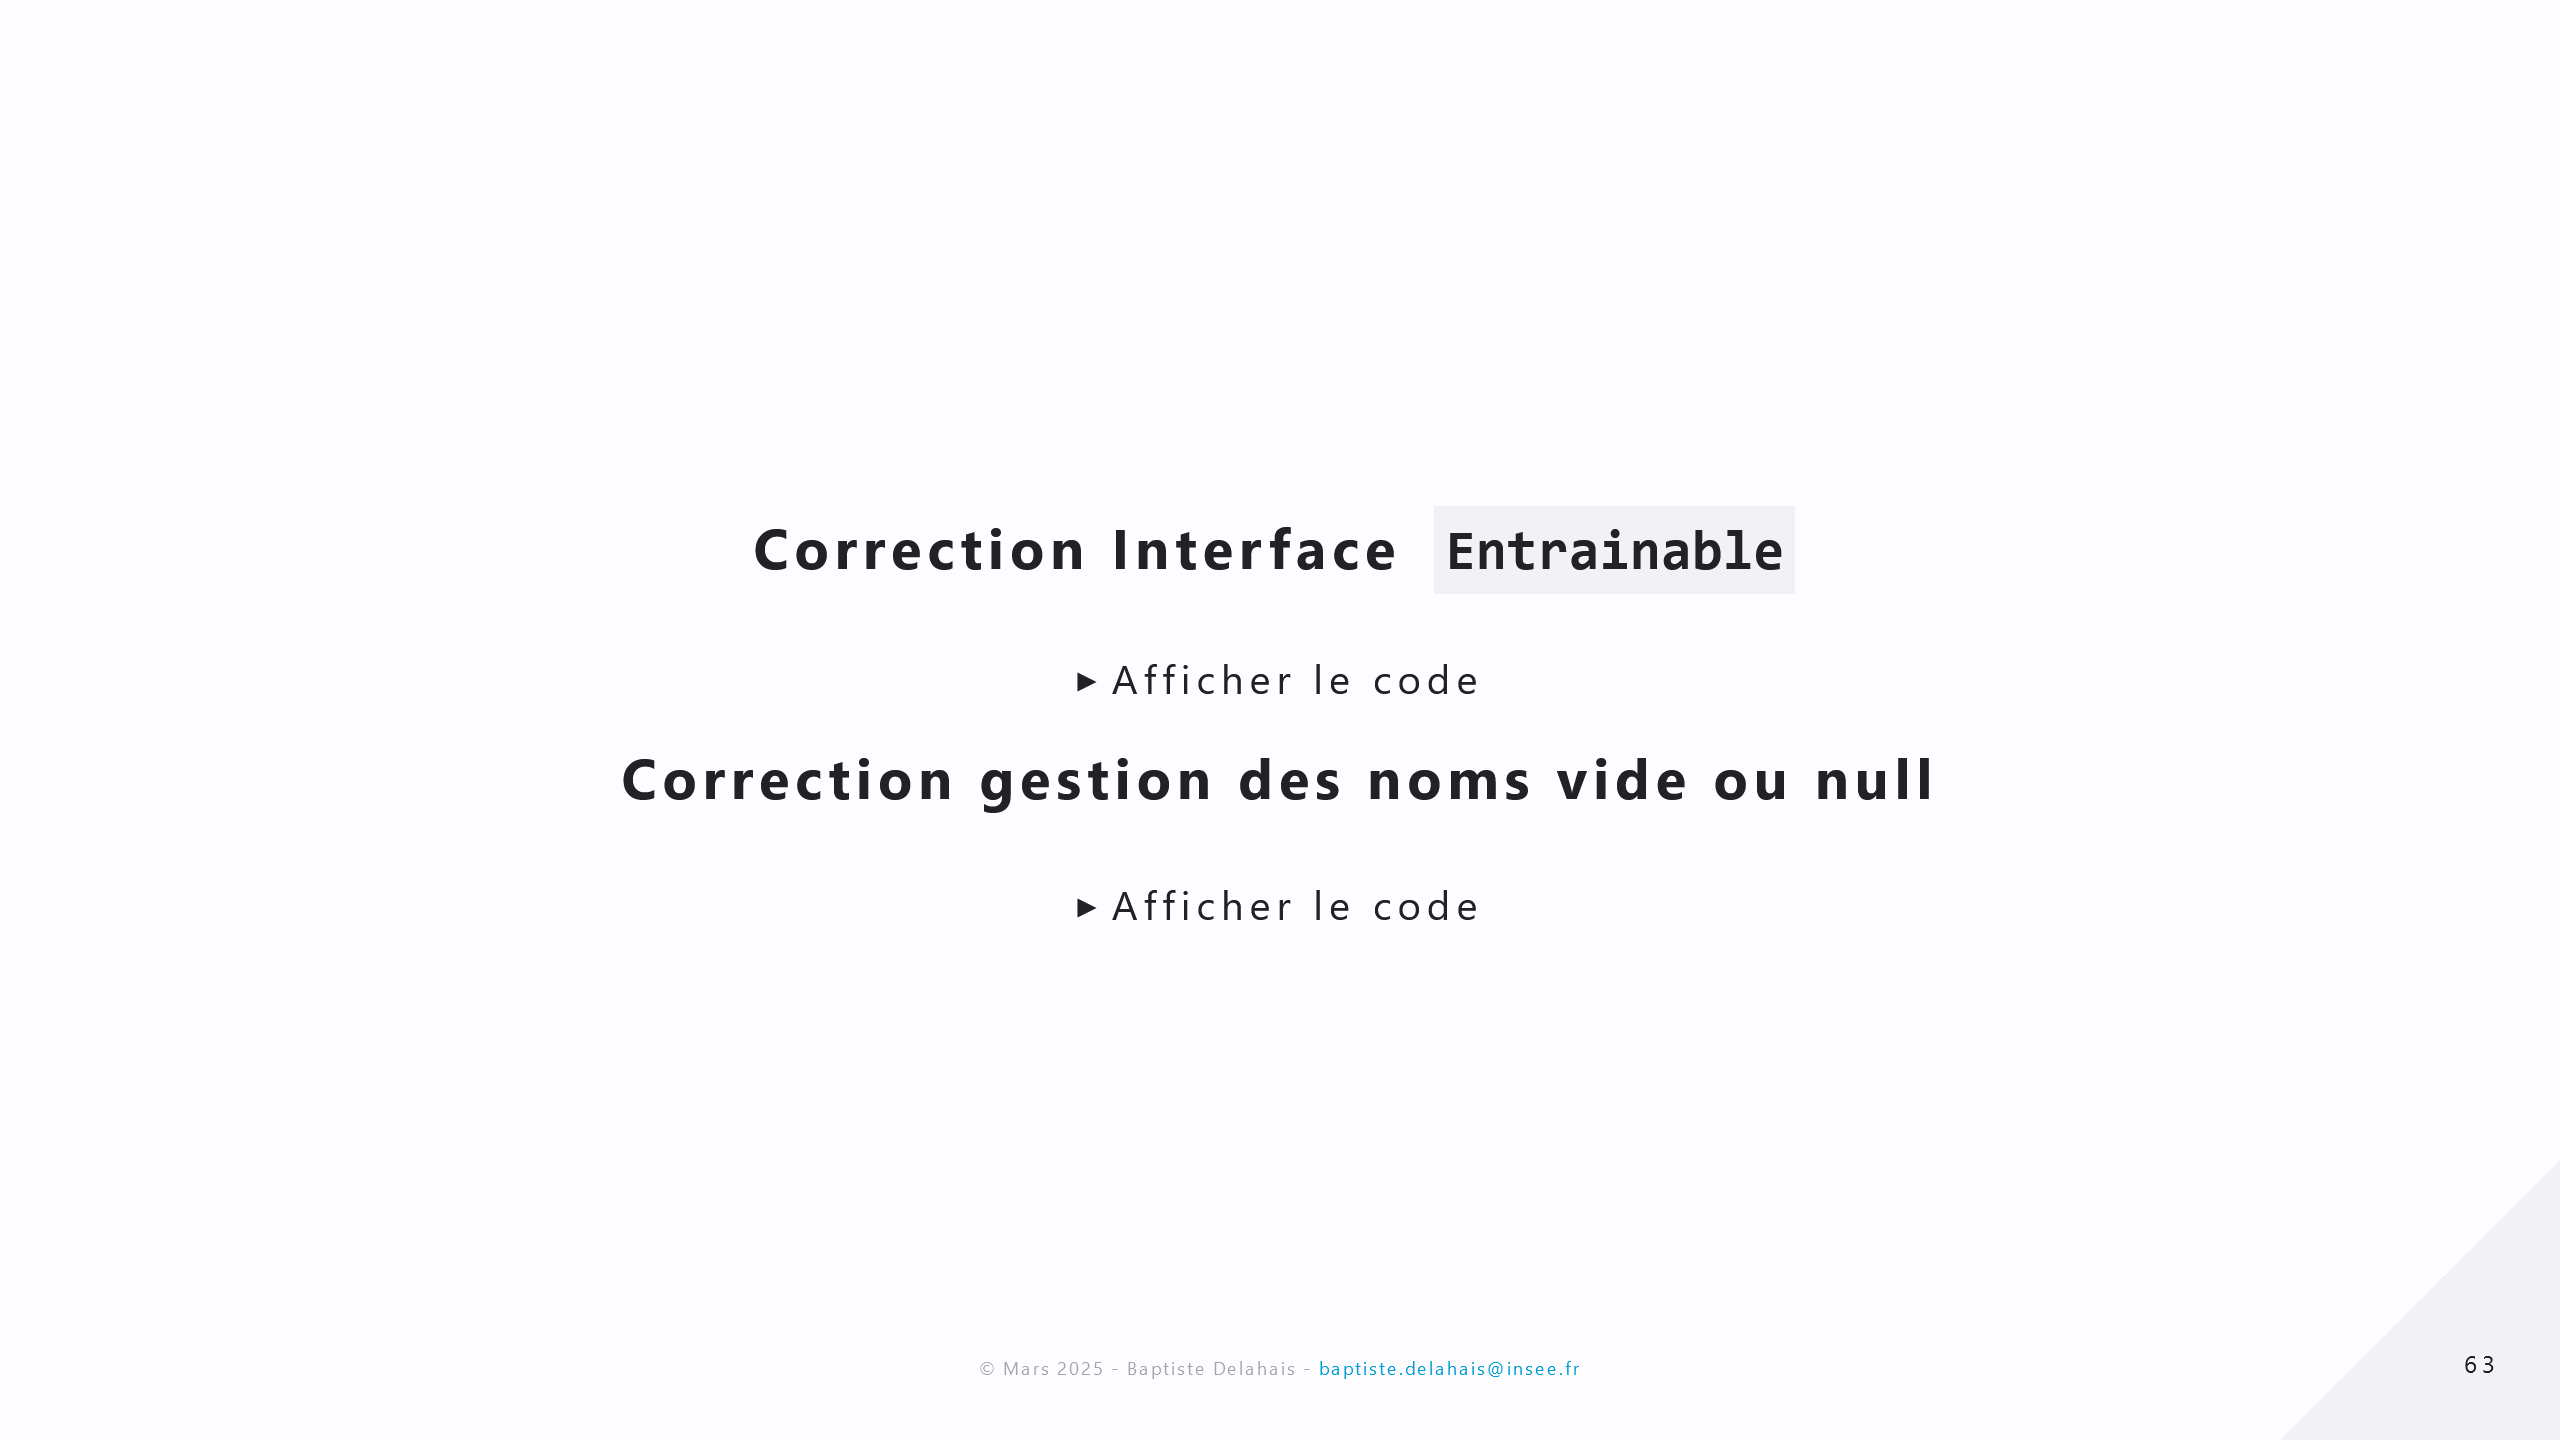 Correction Interface Entrainable
▶ Afficher le code
Correction gestion des noms vide ou null
▶ Afficher le code
© Mars 2025 - Baptiste Delahais - baptiste.delahais@insee.fr
63